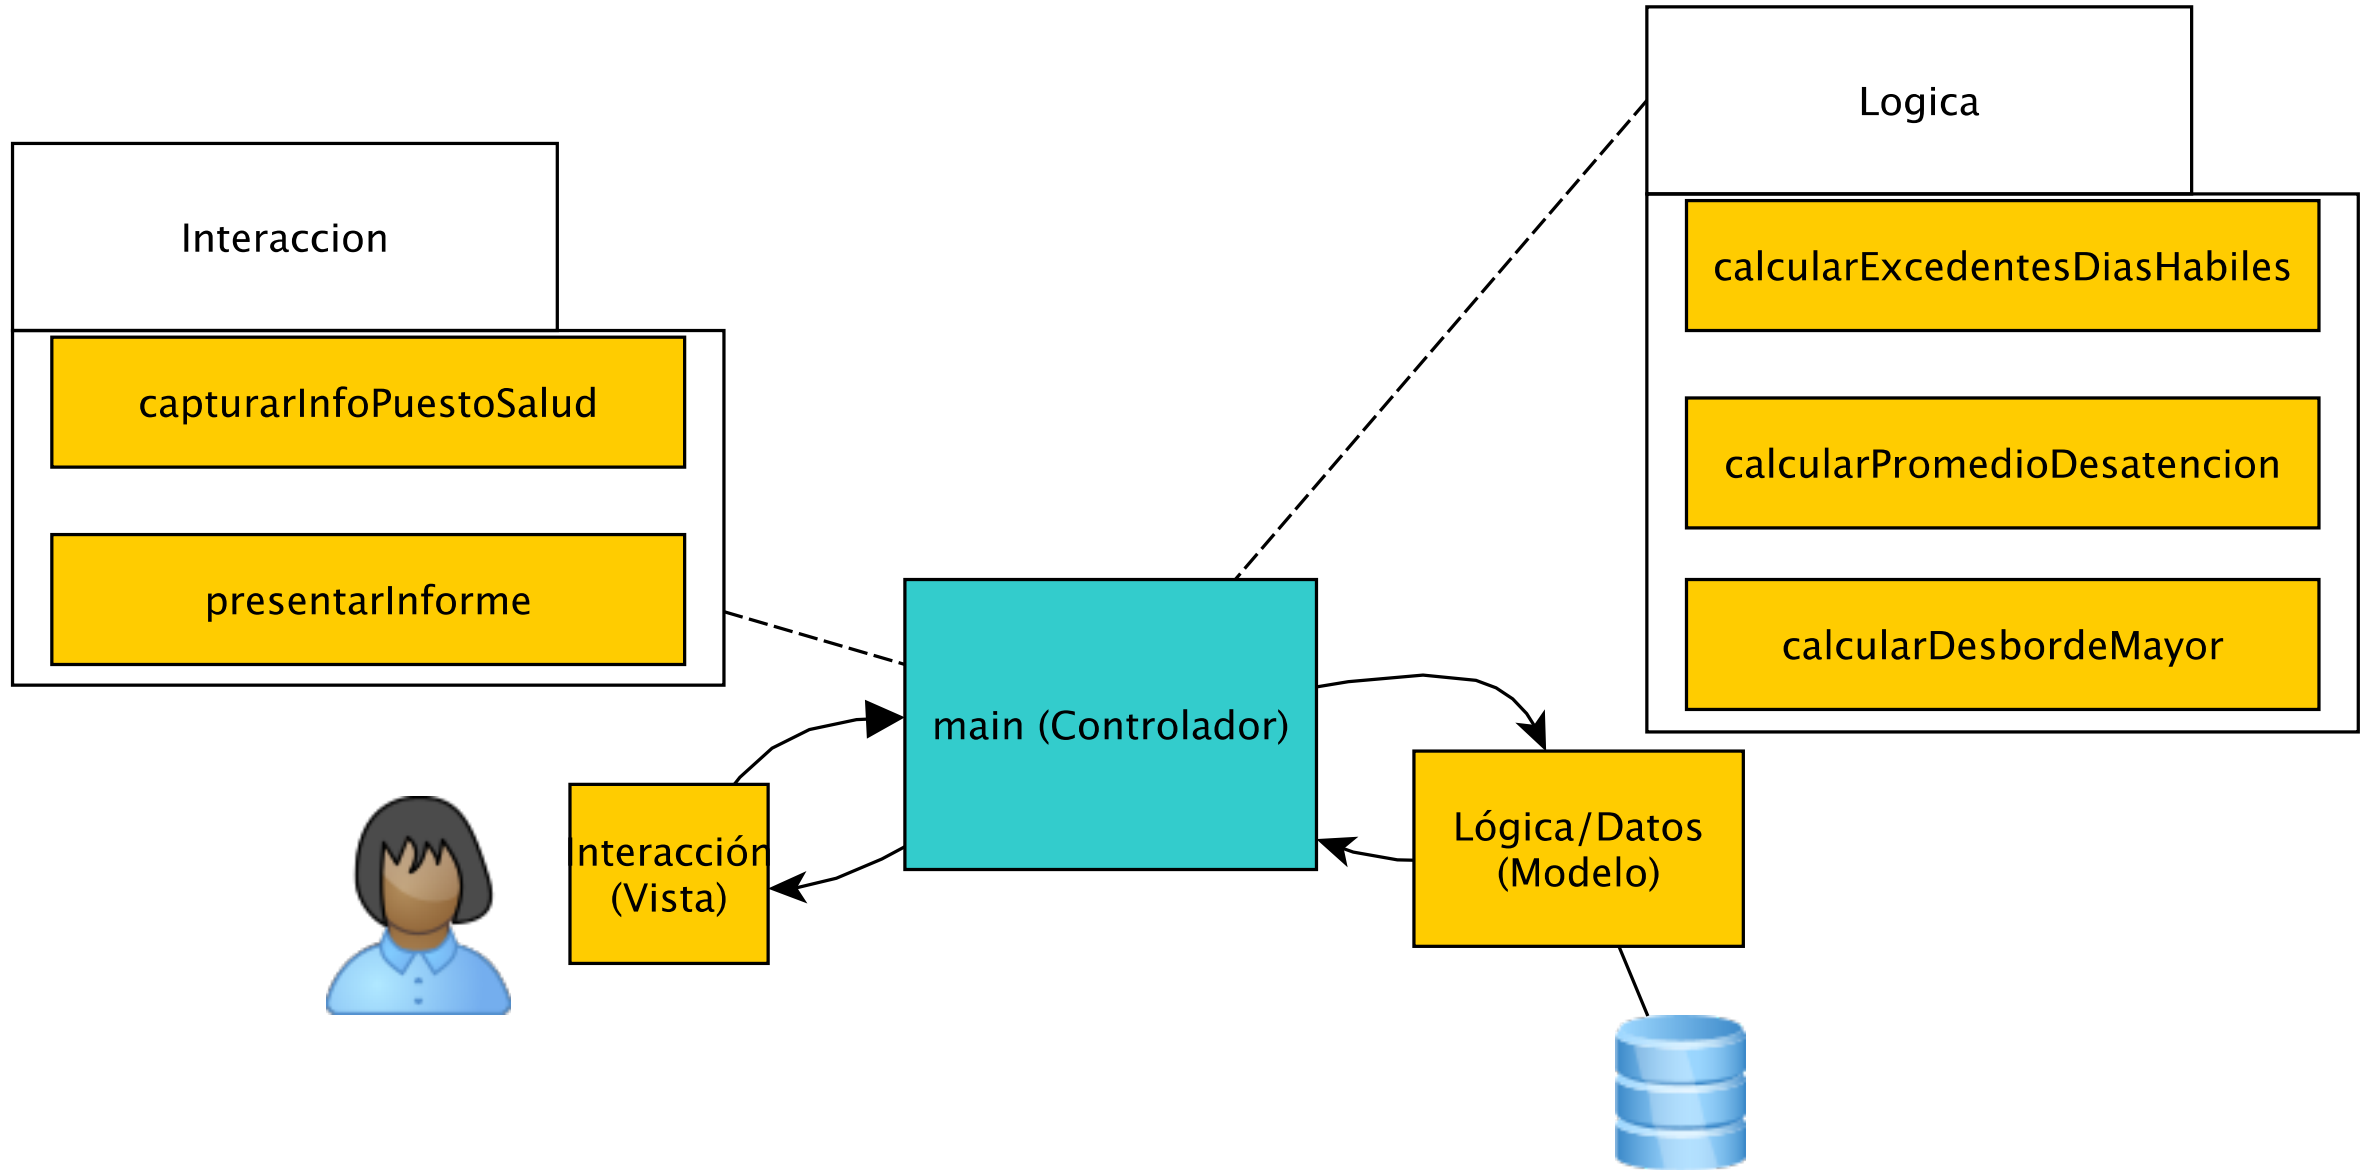 Interaccion
capturarInfoPuestoSalud
presentarInforme
Logica
calcularExcedentesDiasHabiles
calcularPromedioDesatencion
calcularDesbordeMayor
main (Controlador)
Interacción
(Vista)
Lógica/Datos
(Modelo)